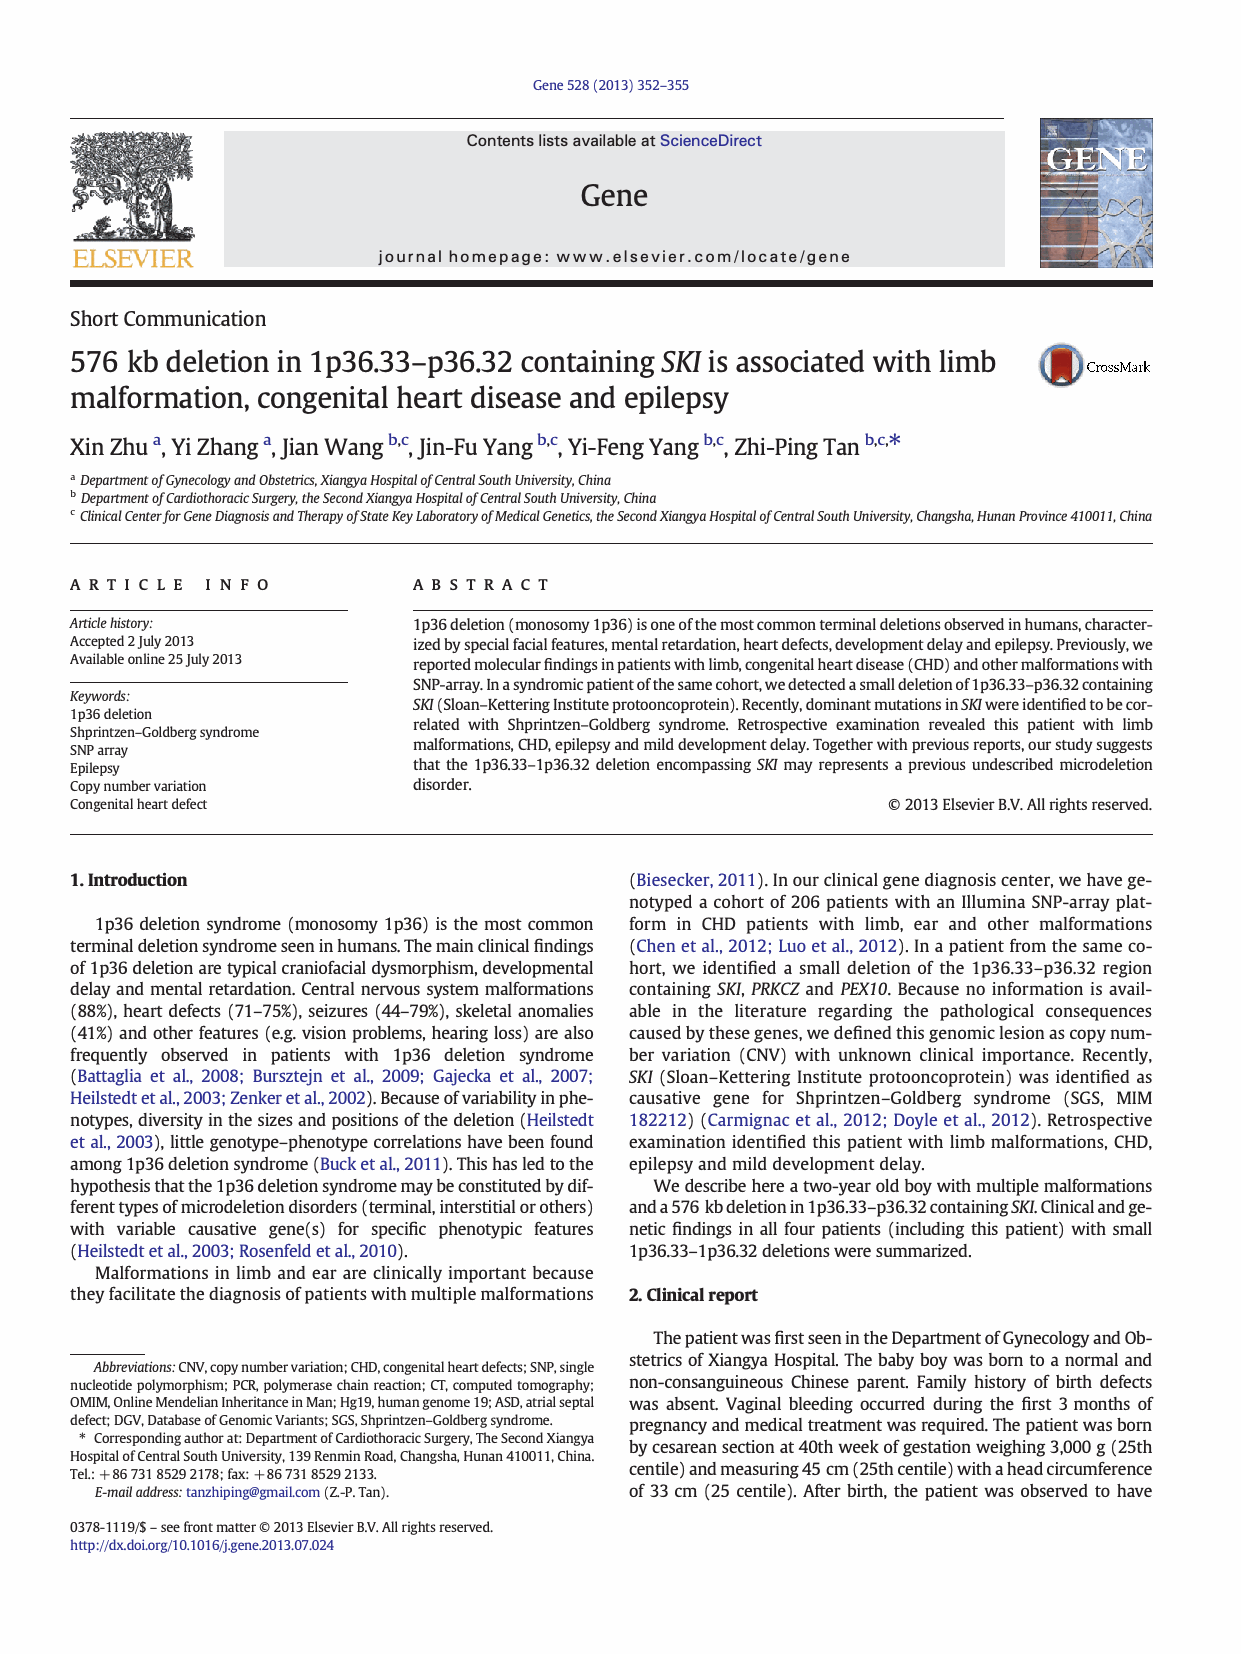 Gene 528 (2013) 352–355
Contents lists available at ScienceDirect
Gene
journal homepage: www.elsevier.com/locate/gene
ELSEVIER
GENE
Short Communication
576 kb deletion in 1p36.33–p36.32 containing SKI is associated with limb
malformation, congenital heart disease and epilepsy
CrossMark
Xin Zhu a, Yi Zhang a, Jian Wang b,c, Jin-Fu Yang b,c, Yi-Feng Yang b,c, Zhi-Ping Tan b,c,*
a Department of Gynecology and Obstetrics, Xiangya Hospital of Central South University, China
b Department of Cardiothoracic Surgery, the Second Xiangya Hospital of Central South University, China
c Clinical Center for Gene Diagnosis and Therapy of State Key Laboratory of Medical Genetics, the Second Xiangya Hospital of Central South University, Changsha, Hunan Province 410011, China
ARTICLE INFO
Article history:
Accepted 2 July 2013
Available online 25 July 2013
Keywords:
1p36 deletion
Shprintzen–Goldberg syndrome
SNP array
Epilepsy
Copy number variation
Congenital heart defect
ABSTRACT
1p36 deletion (monosomy 1p36) is one of the most common terminal deletions observed in humans, character-
ized by special facial features, mental retardation, heart defects, development delay and epilepsy. Previously, we
reported molecular findings in patients with limb, congenital heart disease (CHD) and other malformations with
SNP-array. In a syndromic patient of the same cohort, we detected a small deletion of 1p36.33–p36.32 containing
SKI (Sloan–Kettering Institute protooncoprotein). Recently, dominant mutations in SKI were identified to be cor-
related with Shprintzen–Goldberg syndrome. Retrospective examination revealed this patient with limb
malformations, CHD, epilepsy and mild development delay. Together with previous reports, our study suggests
that the 1p36.33–1p36.32 deletion encompassing SKI may represents a previous undescribed microdeletion
disorder.
© 2013 Elsevier B.V. All rights reserved.
1. Introduction
1p36 deletion syndrome (monosomy 1p36) is the most common
terminal deletion syndrome seen in humans. The main clinical findings
of 1p36 deletion are typical craniofacial dysmorphism, developmental
delay and mental retardation. Central nervous system malformations
(88%), heart defects (71–75%), seizures (44–79%), skeletal anomalies
(41%) and other features (e.g. vision problems, hearing loss) are also
frequently observed in patients with 1p36 deletion syndrome
(Battaglia et al., 2008; Bursztejn et al., 2009; Gajecka et al., 2007;
Heilstedt et al., 2003; Zenker et al., 2002). Because of variability in phe-
notypes, diversity in the sizes and positions of the deletion (Heilstedt
et al., 2003), little genotype–phenotype correlations have been found
among 1p36 deletion syndrome (Buck et al., 2011). This has led to the
hypothesis that the 1p36 deletion syndrome may be constituted by dif-
ferent types of microdeletion disorders (terminal, interstitial or others)
with variable causative gene(s) for specific phenotypic features
(Heilstedt et al., 2003; Rosenfeld et al., 2010).
Malformations in limb and ear are clinically important because
they facilitate the diagnosis of patients with multiple malformations
(Biesecker, 2011). In our clinical gene diagnosis center, we have ge-
notyped a cohort of 206 patients with an Illumina SNP-array plat-
form in CHD patients with limb, ear and other malformations
(Chen et al., 2012; Luo et al., 2012). In a patient from the same co-
hort, we identified a small deletion of the 1p36.33–p36.32 region
containing SKI, PRKCZ and PEX10. Because no information is avail-
able in the literature regarding the pathological consequences
caused by these genes, we defined this genomic lesion as copy num-
ber variation (CNV) with unknown clinical importance. Recently,
SKI (Sloan–Kettering Institute protooncoprotein) was identified as
causative gene for Shprintzen–Goldberg syndrome (SGS, MIM
182212) (Carmignac et al., 2012; Doyle et al., 2012). Retrospective
examination identified this patient with limb malformations, CHD,
epilepsy and mild development delay.
We describe here a two-year old boy with multiple malformations
and a 576 kb deletion in 1p36.33–p36.32 containing SKI. Clinical and ge-
netic findings in all four patients (including this patient) with small
1p36.33–1p36.32 deletions were summarized.
2. Clinical report
The patient was first seen in the Department of Gynecology and Ob-
stetrics of Xiangya Hospital. The baby boy was born to a normal and
non-consanguineous Chinese parent. Family history of birth defects
was absent. Vaginal bleeding occurred during the first 3 months of
pregnancy and medical treatment was required. The patient was born
by cesarean section at 40th week of gestation weighing 3,000 g (25th
centile) and measuring 45 cm (25th centile) with a head circumference
of 33 cm (25 centile). After birth, the patient was observed to have
Abbreviations: CNV, copy number variation; CHD, congenital heart defects; SNP, single
nucleotide polymorphism; PCR, polymerase chain reaction; CT, computed tomography;
OMIM, Online Mendelian Inheritance in Man; Hg19, human genome 19; ASD, atrial septal
defect; DGV, Database of Genomic Variants; SGS, Shprintzen–Goldberg syndrome.
* Corresponding author at: Department of Cardiothoracic Surgery, The Second Xiangya
Hospital of Central South University, 139 Renmin Road, Changsha, Hunan 410011, China.
Tel.: +86 731 8529 2178; fax: +86 731 8529 2133.
E-mail address: tanzhiping@gmail.com (Z.-P. Tan).
0378-1119/$ – see front matter © 2013 Elsevier B.V. All rights reserved.
http://dx.doi.org/10.1016/j.gene.2013.07.024